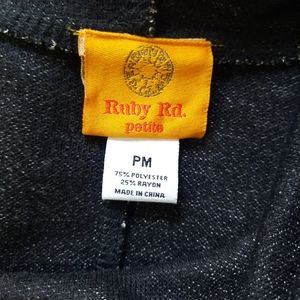 Ruby Rd.
petite
PM
75% POLYESTER
25% RAYON
MADE IN CHINA